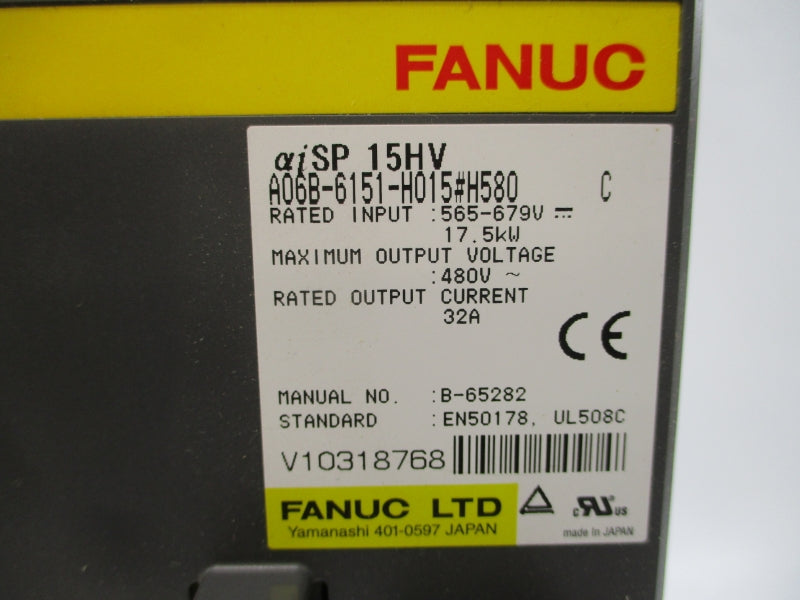 FANUC
αiSP 15HV
A06B-6151-H015#H580 C
RATED INPUT :565-679V ⎓
17.5kW
MAXIMUM OUTPUT VOLTAGE
:480V ~
RATED OUTPUT CURRENT
32A
CE
MANUAL NO. :B-65282
STANDARD :EN50178, UL508C
V10318768
FANUC LTD
Yamanashi 401-0597 JAPAN
c RU us
made in JAPAN